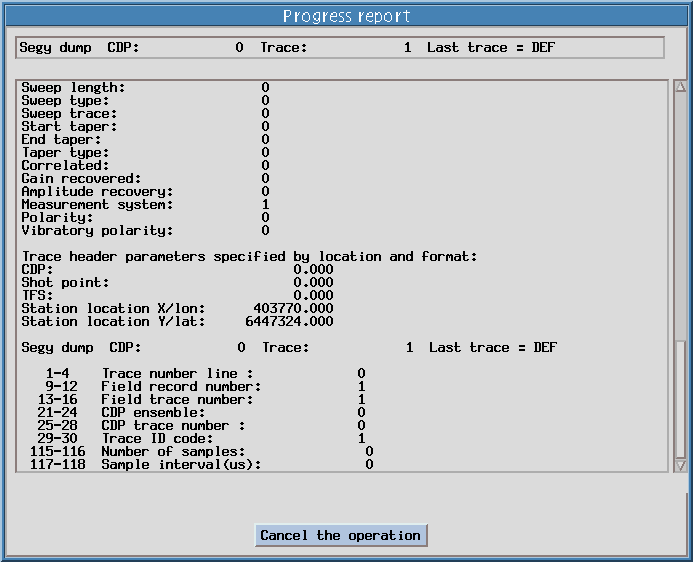 Progress report
Segy dump  CDP:            0  Trace:            1  Last trace = DEF
Sweep length:                 0
Sweep type:                   0
Sweep trace:                  0
Start taper:                  0
End taper:                    0
Taper type:                   0
Correlated:                   0
Gain recovered:               0
Amplitude recovery:           0
Measurement system:           1
Polarity:                     0
Vibratory polarity:           0
Trace header parameters specified by location and format:
CDP:                              0.000
Shot point:                       0.000
TFS:                              0.000
Station location X/lon:      403770.000
Station location Y/lat:     6447324.000
Segy dump  CDP:            0  Trace:            1  Last trace = DEF
1-4    Trace number line :               0
9-12   Field record number:              1
13-16   Field trace number:               1
21-24   CDP ensemble:                     0
25-28   CDP trace number :                0
29-30   Trace ID code:                    1
115-116  Number of samples:                 0
117-118  Sample interval(us):               0
Cancel the operation